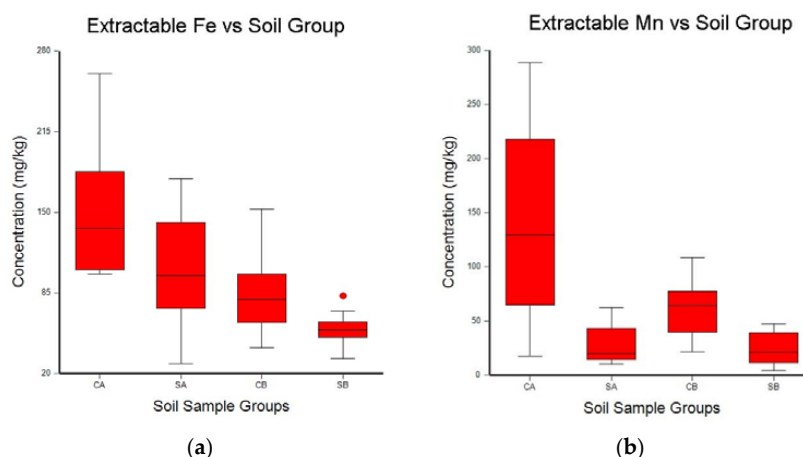 Extractable Fe vs Soil Group
280
215
150
85
20
Concentration (mg/kg)
CA SA CB SB
Soil Sample Groups
(a)
Extractable Mn vs Soil Group
300
250
200
150
100
50
0
Concentration (mg/kg)
CA SA CB SB
Soil Sample Groups
(b)